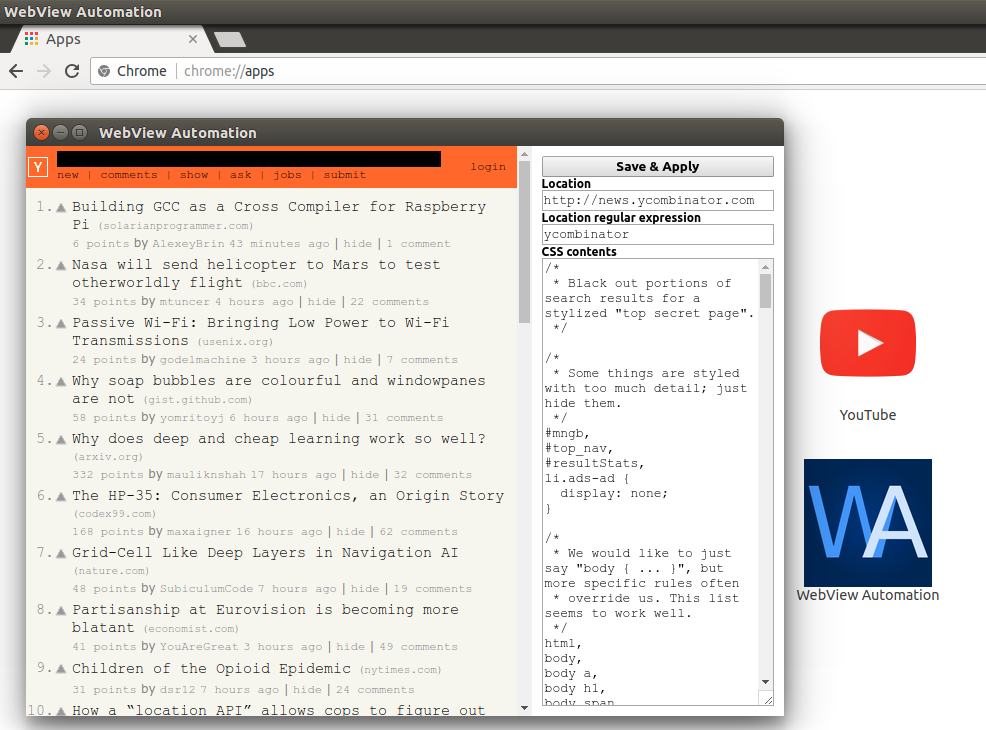 WebView Automation
Apps
Chrome | chrome://apps
WebView Automation
Y
new | comments | show | ask | jobs | submit
login
1. Building GCC as a Cross Compiler for Raspberry
Pi (solarianprogrammer.com)
6 points by AlexeyBrin 43 minutes ago | hide | 1 comment
2. Nasa will send helicopter to Mars to test
otherworldly flight (bbc.com)
34 points by mtuncer 4 hours ago | hide | 22 comments
3. Passive Wi-Fi: Bringing Low Power to Wi-Fi
Transmissions (usenix.org)
24 points by godelmachine 3 hours ago | hide | 7 comments
4. Why soap bubbles are colourful and windowpanes
are not (gist.github.com)
58 points by yomritoyj 6 hours ago | hide | 31 comments
5. Why does deep and cheap learning work so well?
(arxiv.org)
332 points by mauliknshah 17 hours ago | hide | 32 comments
6. The HP-35: Consumer Electronics, an Origin Story
(codex99.com)
168 points by maxaigner 16 hours ago | hide | 62 comments
7. Grid-Cell Like Deep Layers in Navigation AI
(nature.com)
48 points by SubiculumCode 7 hours ago | hide | 19 comments
8. Partisanship at Eurovision is becoming more
blatant (economist.com)
41 points by YouAreGreat 3 hours ago | hide | 49 comments
9. Children of the Opioid Epidemic (nytimes.com)
31 points by dsr12 7 hours ago | hide | 24 comments
10. How a “location API” allows cops to figure out
Save & Apply
Location
http://news.ycombinator.com
Location regular expression
ycombinator
CSS contents
/*
* Black out portions of
search results for a
stylized "top secret page".
*/
/*
* Some things are styled
with too much detail; just
hide them.
*/
#mngb,
#top_nav,
#resultStats,
li.ads-ad {
display: none;
}
/*
* We would like to just
say "body { ... }", but
more specific rules often
* override us. This list
seems to work well.
*/
html,
body,
body a,
body h1,
body span
YouTube
WA
WebView Automation